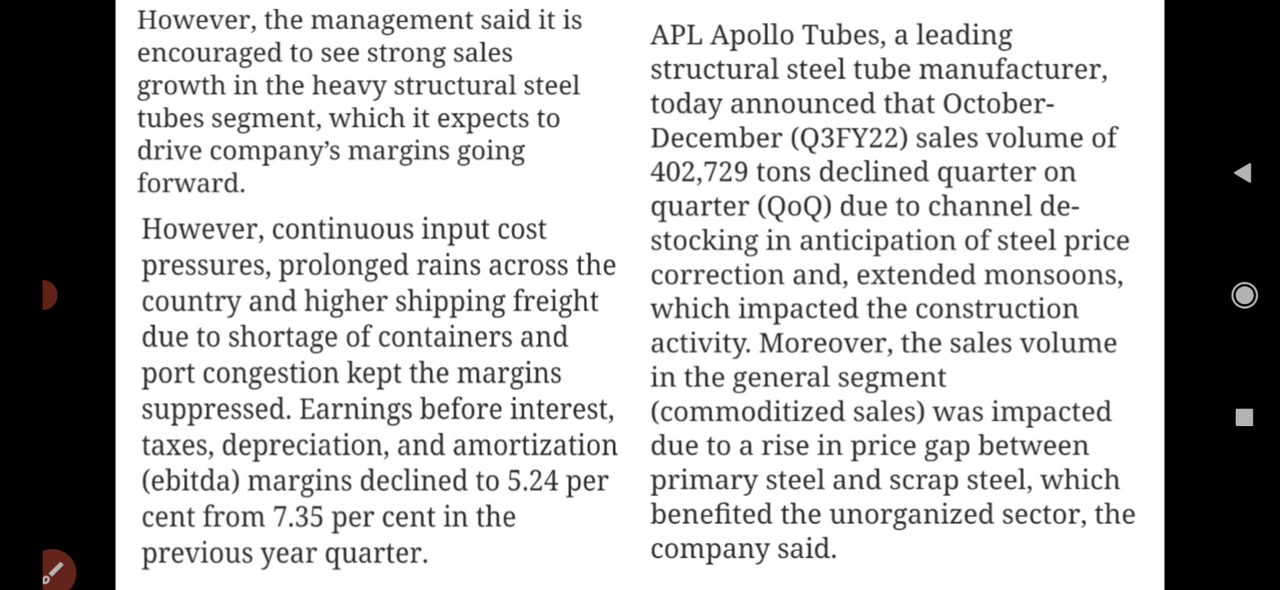 However, the management said it is
encouraged to see strong sales
growth in the heavy structural steel
tubes segment, which it expects to
drive company’s margins going
forward.
However, continuous input cost
pressures, prolonged rains across the
country and higher shipping freight
due to shortage of containers and
port congestion kept the margins
suppressed. Earnings before interest,
taxes, depreciation, and amortization
(ebitda) margins declined to 5.24 per
cent from 7.35 per cent in the
previous year quarter.
APL Apollo Tubes, a leading
structural steel tube manufacturer,
today announced that October-
December (Q3FY22) sales volume of
402,729 tons declined quarter on
quarter (QoQ) due to channel de-
stocking in anticipation of steel price
correction and, extended monsoons,
which impacted the construction
activity. Moreover, the sales volume
in the general segment
(commoditized sales) was impacted
due to a rise in price gap between
primary steel and scrap steel, which
benefited the unorganized sector, the
company said.